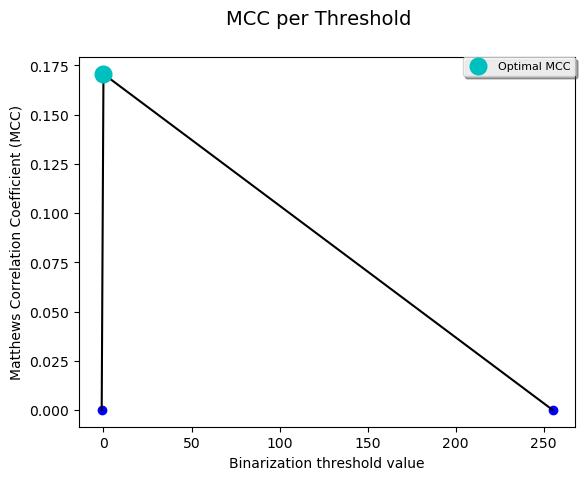 MCC per Threshold
Optimal MCC
0.175
0.150
0.125
0.100
0.075
0.050
0.025
0.000
Matthews Correlation Coefficient (MCC)
0 50 100 150 200 250
Binarization threshold value